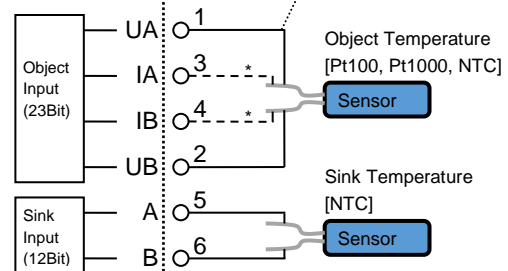 UA 1
Object Temperature
[Pt100, Pt1000, NTC]
Object
Input
(23Bit)
IA 3 *
Sensor
IB 4 *
UB 2
Sink Temperature
[NTC]
Sink
Input
(12Bit)
A 5
Sensor
B 6